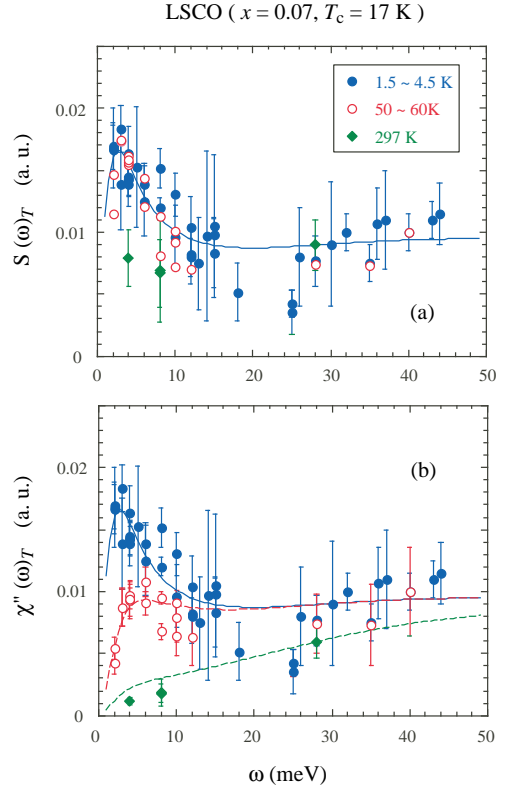 LSCO ( x = 0.07, Tc = 17 K )
1.5 ~ 4.5 K
50 ~ 60K
297 K
0.02
0.01
0
S (ω)T (a. u.)
(a)
0 10 20 30 40 50
(b)
0.02
0.01
0
χ'' (ω)T (a. u.)
0 10 20 30 40 50
ω (meV)